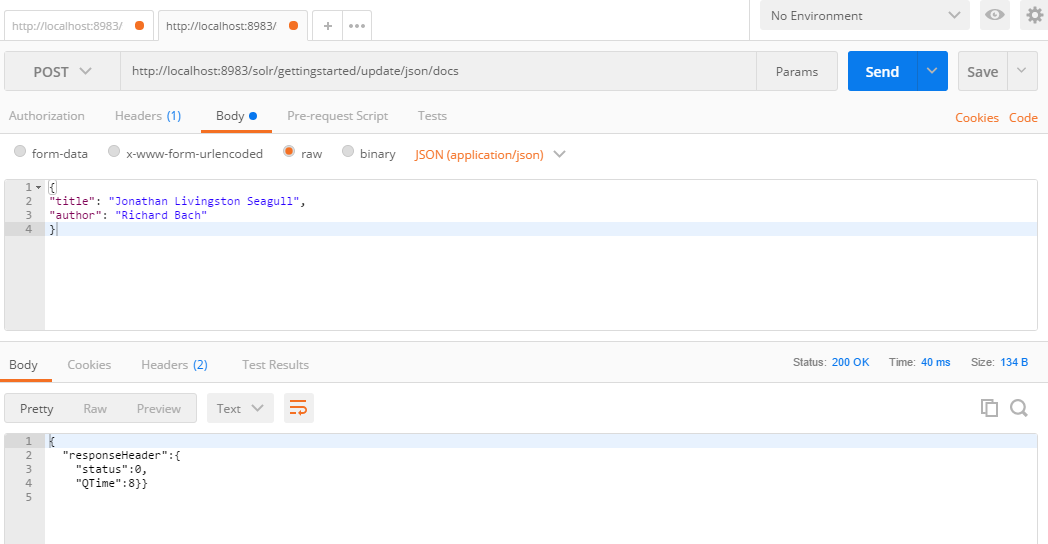 http://localhost:8983/ http://localhost:8983/ + ••• No Environment
POST http://localhost:8983/solr/gettingstarted/update/json/docs Params Send Save
Authorization Headers (1) Body Pre-request Script Tests Cookies Code
form-data x-www-form-urlencoded raw binary JSON (application/json)
1 {
2 "title": "Jonathan Livingston Seagull",
3 "author": "Richard Bach"
4 }
Body Cookies Headers (2) Test Results Status: 200 OK Time: 40 ms Size: 134 B
Pretty Raw Preview Text
1 {
2 "responseHeader":{
3 "status":0,
4 "QTime":8}}
5